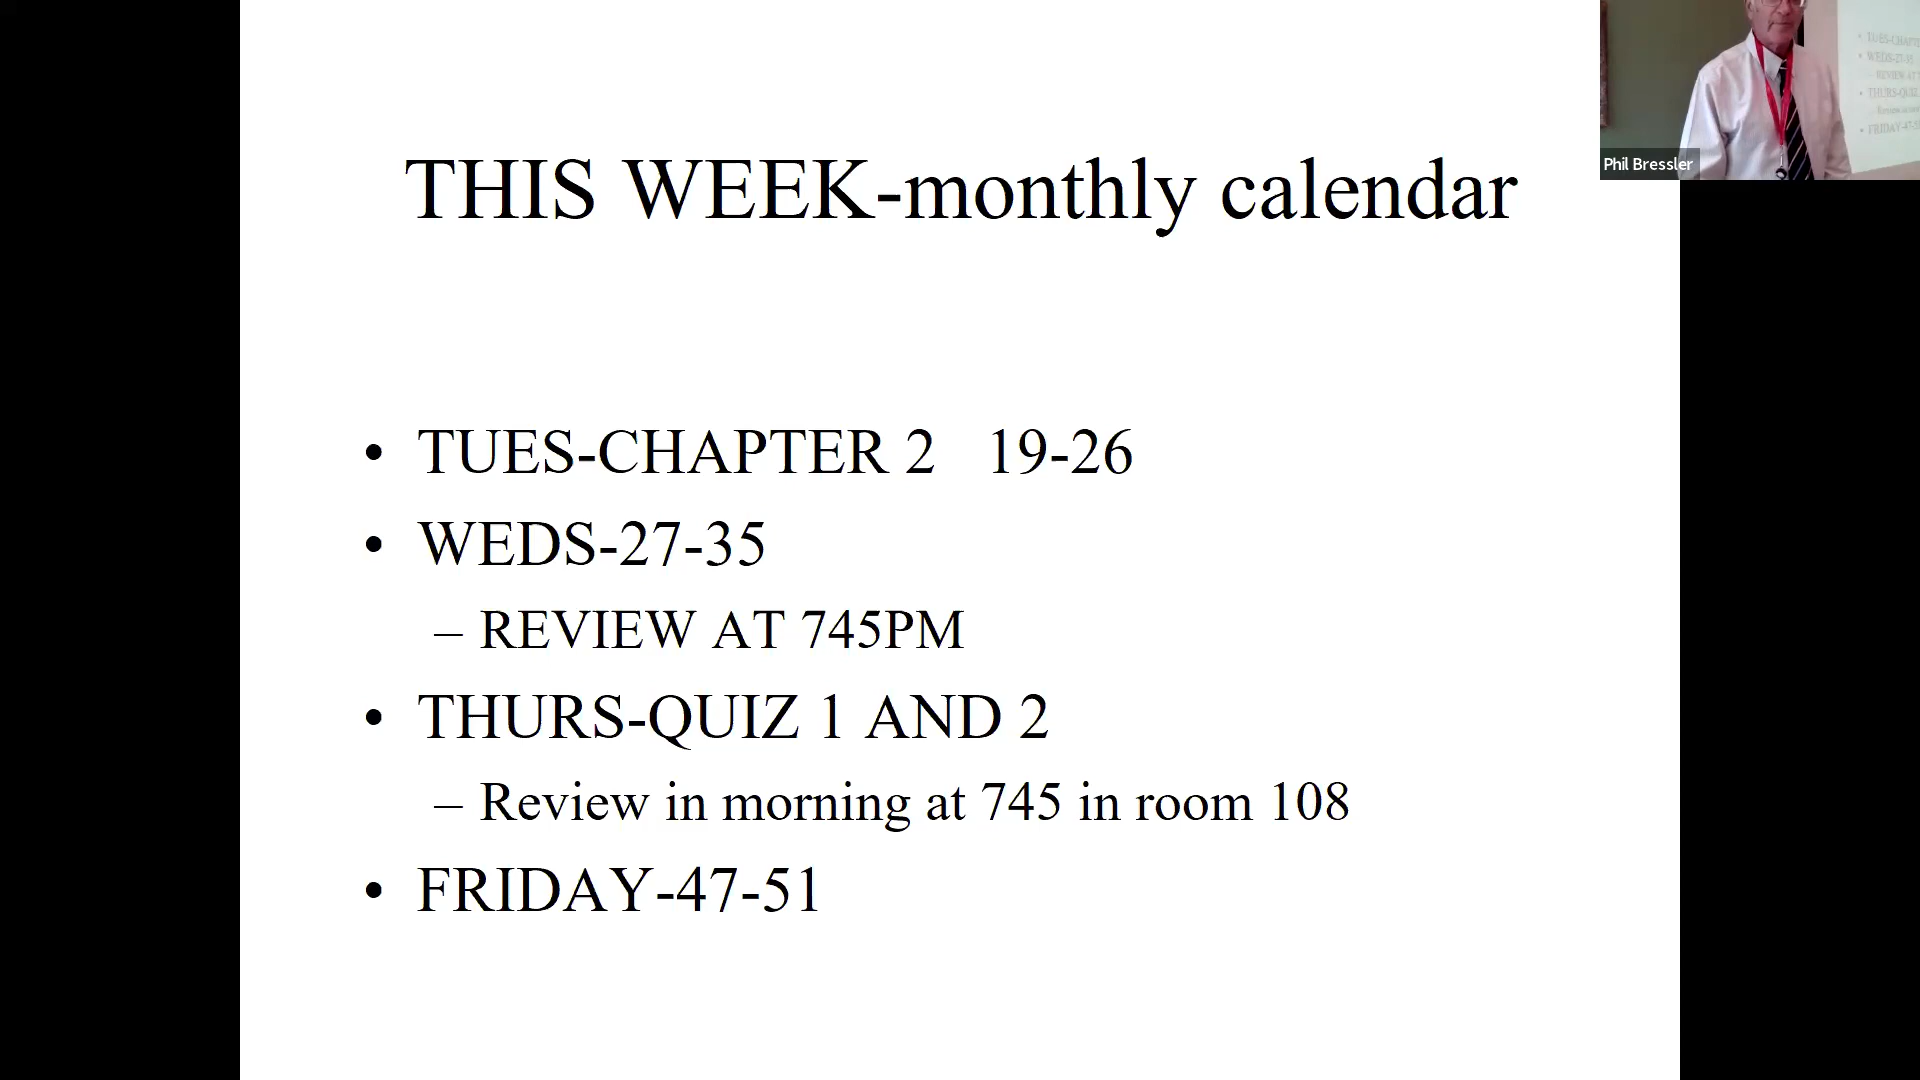 THIS WEEK-monthly calendar
Phil Bressler
• TUES-CHAPTER 2 19-26
• WEDS-27-35
– REVIEW AT 745PM
• THURS-QUIZ 1 AND 2
– Review in morning at 745 in room 108
• FRIDAY-47-51